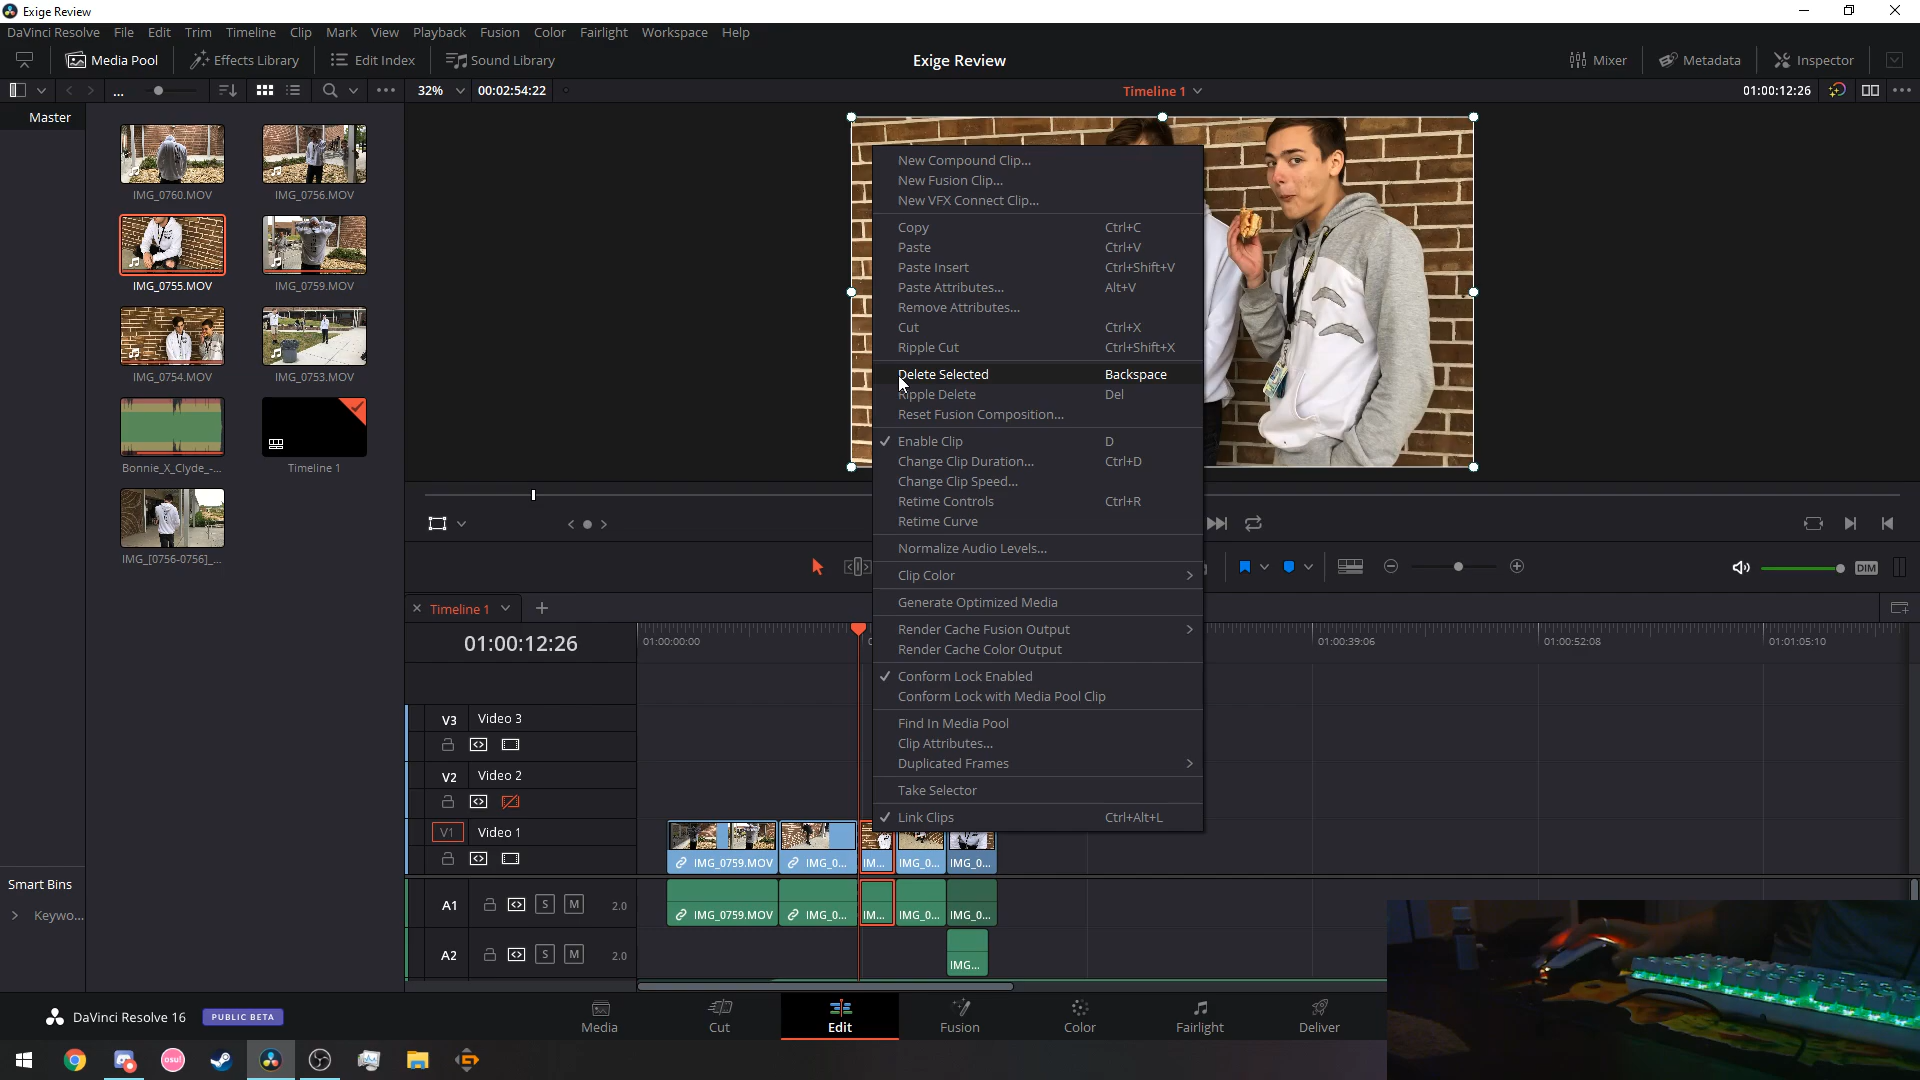 Exige Review
DaVinci Resolve File Edit Trim Timeline Clip Mark View Playback Fusion Color Fairlight Workspace Help
Media Pool Effects Library Edit Index Sound Library Exige Review Mixer Metadata Inspector
... 32% 00:02:54:22 Timeline 1 01:00:12:26
Master
IMG_0760.MOV IMG_0756.MOV
IMG_0755.MOV IMG_0759.MOV
IMG_0754.MOV IMG_0753.MOV
Bonnie_X_Clyde_-... Timeline 1
IMG_[0756-0756]_...
New Compound Clip...
New Fusion Clip...
New VFX Connect Clip...
Copy Ctrl+C
Paste Ctrl+V
Paste Insert Ctrl+Shift+V
Paste Attributes... Alt+V
Remove Attributes...
Cut Ctrl+X
Ripple Cut Ctrl+Shift+X
Delete Selected Backspace
Ripple Delete Del
Reset Fusion Composition...
Enable Clip D
Change Clip Duration... Ctrl+D
Change Clip Speed...
Retime Controls Ctrl+R
Retime Curve
Normalize Audio Levels...
Clip Color
Generate Optimized Media
Render Cache Fusion Output
Render Cache Color Output
Conform Lock Enabled
Conform Lock with Media Pool Clip
Find In Media Pool
Clip Attributes...
Duplicated Frames
Take Selector
Link Clips Ctrl+Alt+L
DIM
Timeline 1
01:00:12:26 01:00:00:00 01:00:39:06 01:00:52:08 01:01:05:10
V3 Video 3
V2 Video 2
V1 Video 1
IMG_0759.MOV IMG_0... IM... IMG_0... IMG_0...
A1 S M 2.0
IMG_0759.MOV IMG_0... IM... IMG_0... IMG_0...
A2 S M 2.0
IMG...
Smart Bins
Keywo...
DaVinci Resolve 16 PUBLIC BETA
Media Cut Edit Fusion Color Fairlight Deliver
osu!